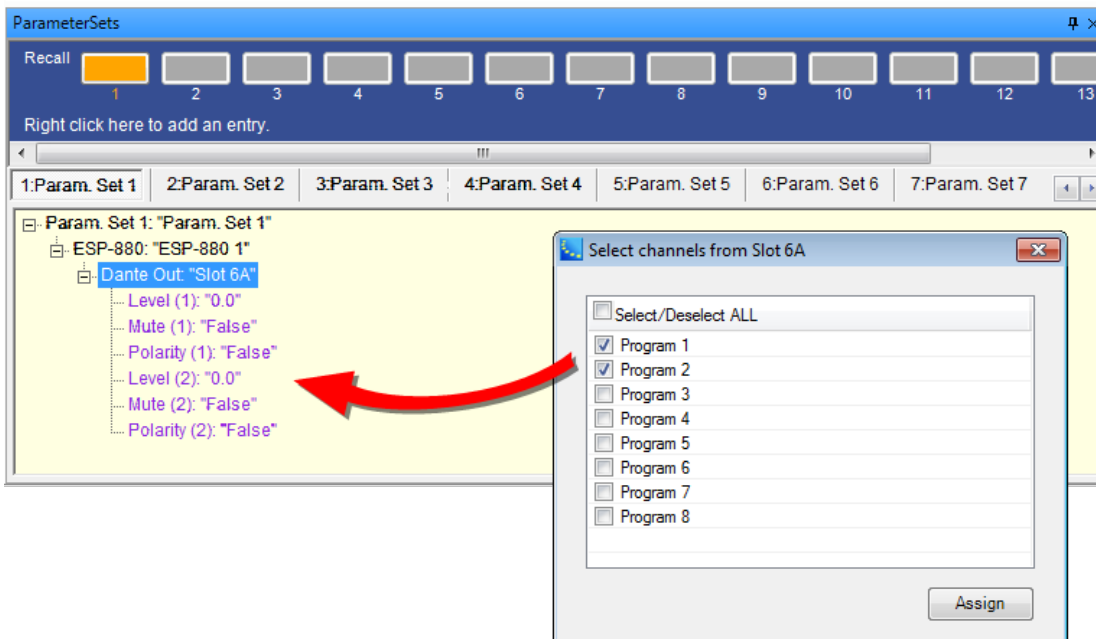 ParameterSets
Recall
1 2 3 4 5 6 7 8 9 10 11 12 13
Right click here to add an entry.
1:Param. Set 1 2:Param. Set 2 3:Param. Set 3 4:Param. Set 4 5:Param. Set 5 6:Param. Set 6 7:Param. Set 7
Param. Set 1: "Param. Set 1"
ESP-880: "ESP-880 1"
Dante Out: "Slot 6A"
Level (1): "0.0"
Mute (1): "False"
Polarity (1): "False"
Level (2): "0.0"
Mute (2): "False"
Polarity (2): "False"
Select channels from Slot 6A
Select/Deselect ALL
Program 1
Program 2
Program 3
Program 4
Program 5
Program 6
Program 7
Program 8
Assign